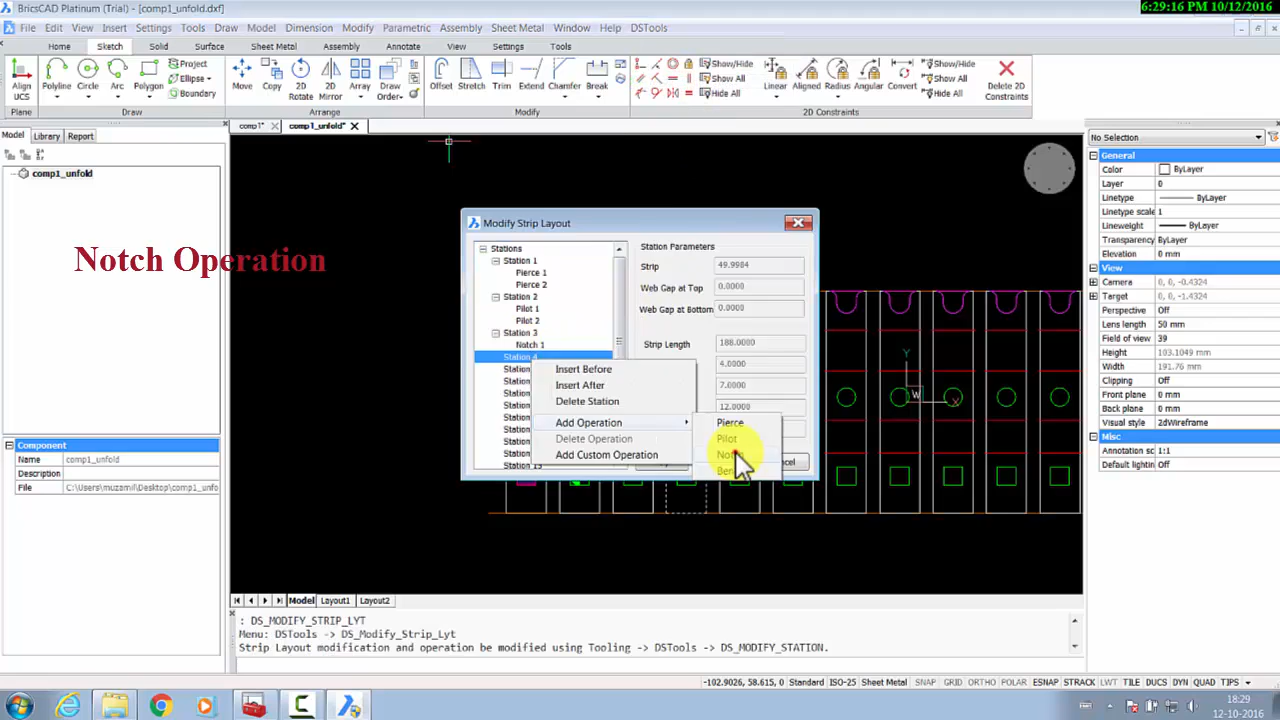 BricsCAD Platinum (Trial) - [comp1_unfold.dxf]
6:29:16 PM 10/12/2016
File Edit View Insert Settings Tools Draw Dimension Modify Parametric Assembly Sheet Metal Window Help DSTools
Home Sketch Solid Surface Sheet Metal Assembly Annotate View Settings Tools
Project
Ellipse
Boundary
Align UCS Polyline Circle Arc Polygon Move Copy 2D Rotate 2D Mirror Array Draw Order Offset Stretch Trim Extend Chamfer Break
Show/Hide
Show All
Hide All
Linear Aligned Radius Angular Convert
Show/Hide
Show All
Hide All
Delete 2D Constraints
Plane Draw Arrange Modify 2D Constraints
Model Library Report
comp1* comp1_unfold*
comp1_unfold
Notch Operation
Component
Name comp1_unfold
Description
File C:\Users\muzamil\Desktop\comp1_unfo
Modify Strip Layout
Stations
Station 1
Pierce 1
Pierce 2
Station 2
Pilot 1
Pilot 2
Station 3
Notch 1
Station 4
Station
Station
Station
Station
Station
Station
Station
Station
Station 13
Insert Before
Insert After
Delete Station
Add Operation
Delete Operation
Add Custom Operation
Pierce
Pilot
Station Parameters
Strip 49.9984
Web Gap at Top 0.0000
Web Gap at Bottom 0.0000
Strip Length 188.0000
4.0000
7.0000
12.0000
Y
W
X
Model Layout1 Layout2
: DS_MODIFY_STRIP_LYT
Menu: DSTools -> DS_Modify_Strip_Lyt
Strip Layout modification and operation be modified using Tooling -> DSTools -> DS_MODIFY_STATION.
No Selection
General
Color ByLayer
Layer 0
Linetype ByLayer
Linetype scale 1
Lineweight ByLayer
Transparency ByLayer
Elevation 0 mm
View
Camera 0, 0, -0.4324
Target 0, 0, -1.4324
Perspective Off
Lens length 50 mm
Field of view 39
Height 103.1049 mm
Width 191.76 mm
Clipping Off
Front plane 0 mm
Back plane 0 mm
Visual style 2dWireframe
Misc
Annotation sc 1:1
Default lightin Off
-102.9026, 58.615, 0 Standard ISO-25 Sheet Metal SNAP GRID ORTHO POLAR ESNAP STRACK LWT TILE DUCS DYN QUAD TIPS
18:29
12-10-2016